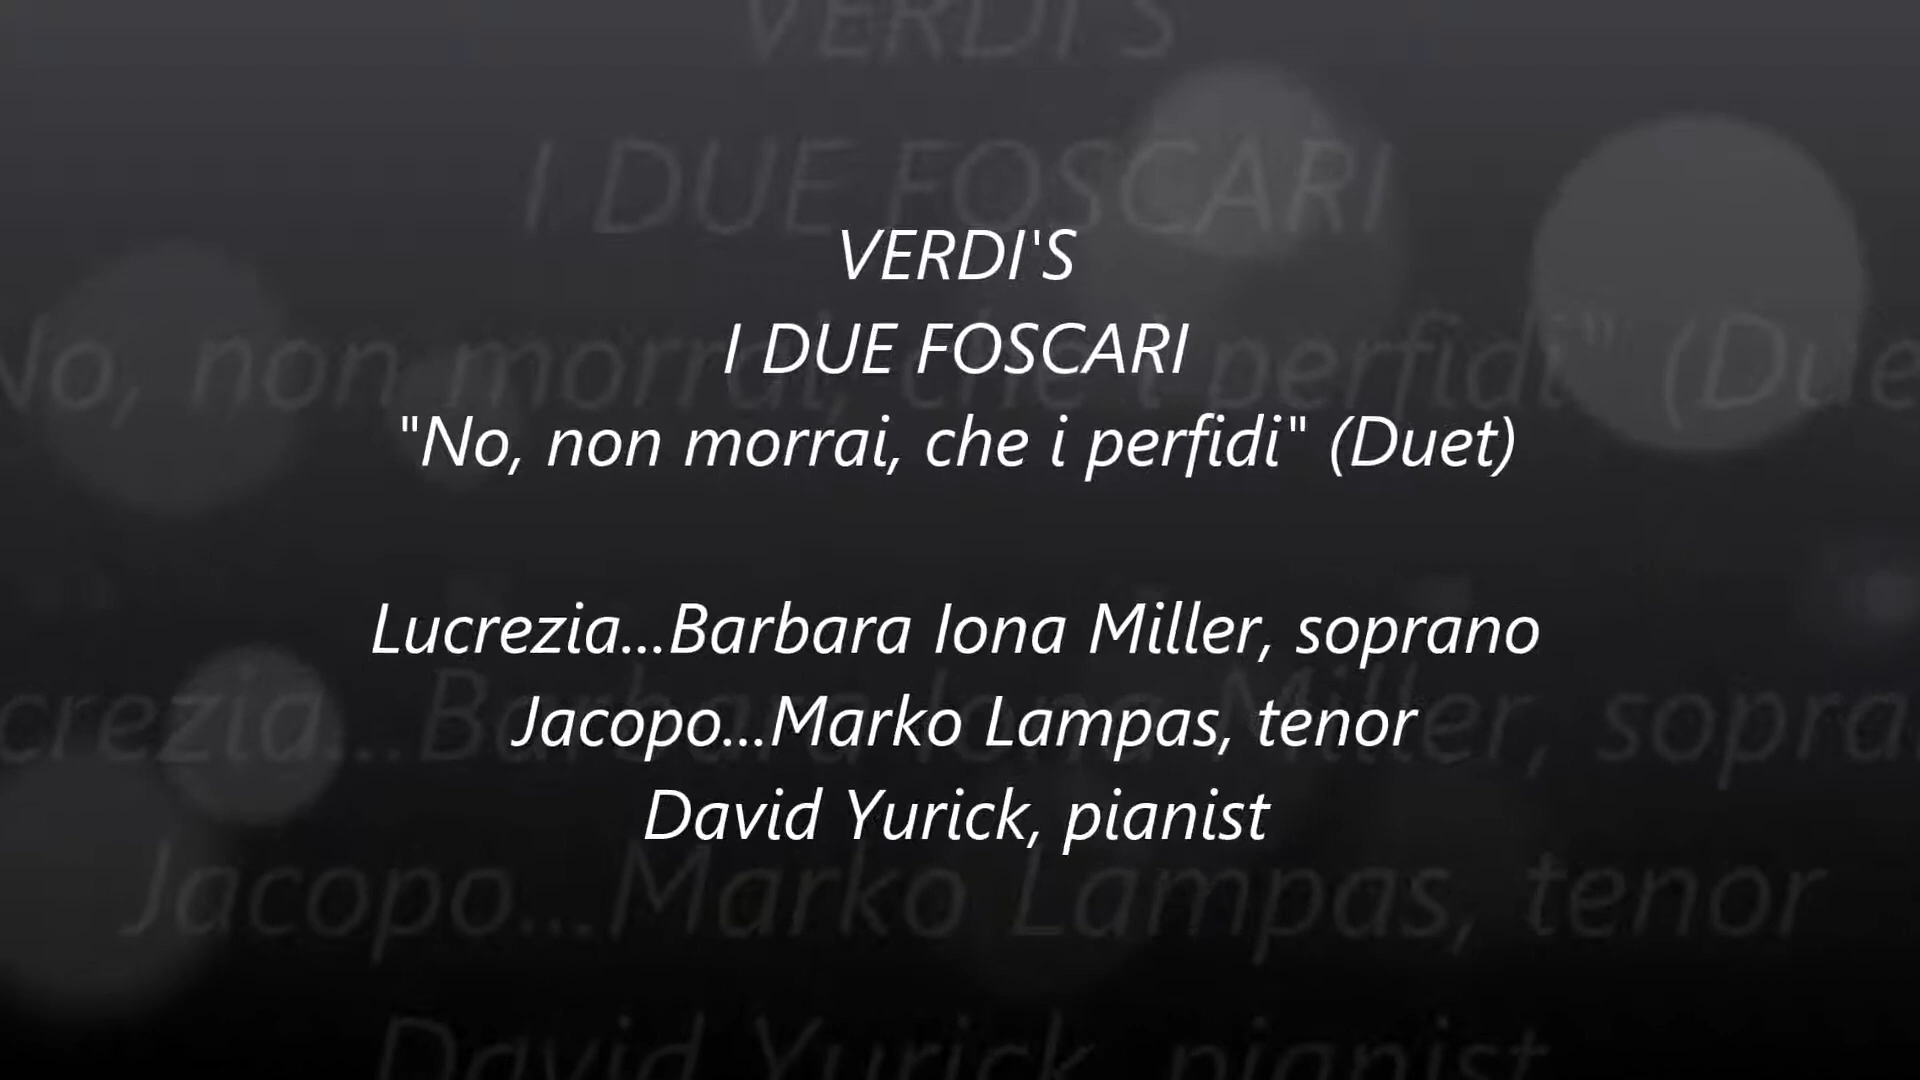 VERDI'S
I DUE FOSCARI
"No, non morrai, che i perfidi" (Duet)
Lucrezia...Barbara Iona Miller, soprano
Jacopo...Marko Lampas, tenor
David Yurick, pianist